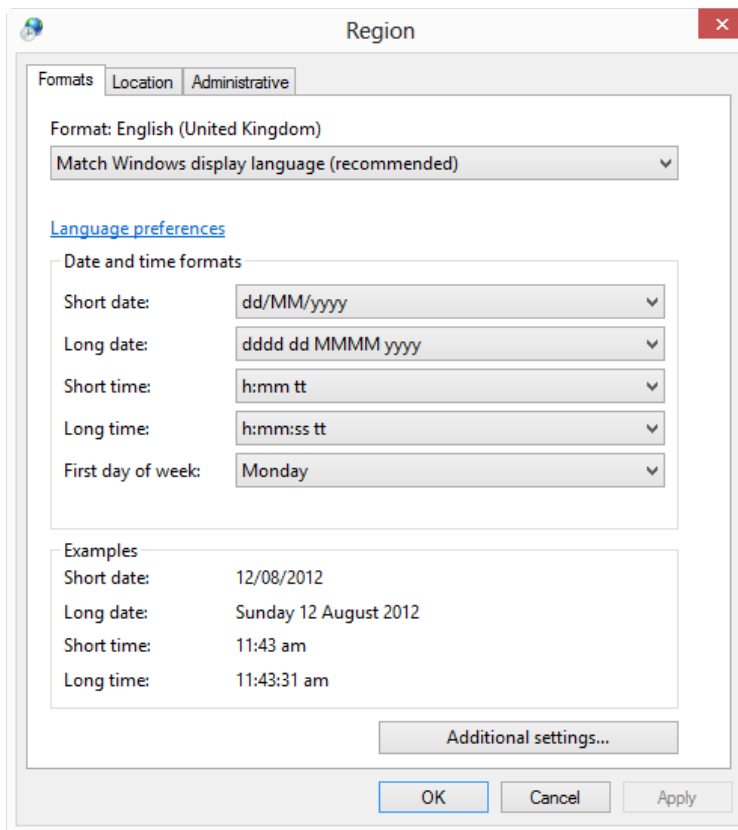 Region
Formats Location Administrative
Format: English (United Kingdom)
Match Windows display language (recommended)
Language preferences
Date and time formats
Short date: dd/MM/yyyy
Long date: dddd dd MMMM yyyy
Short time: h:mm tt
Long time: h:mm:ss tt
First day of week: Monday
Examples
Short date: 12/08/2012
Long date: Sunday 12 August 2012
Short time: 11:43 am
Long time: 11:43:31 am
Additional settings...
OK Cancel Apply